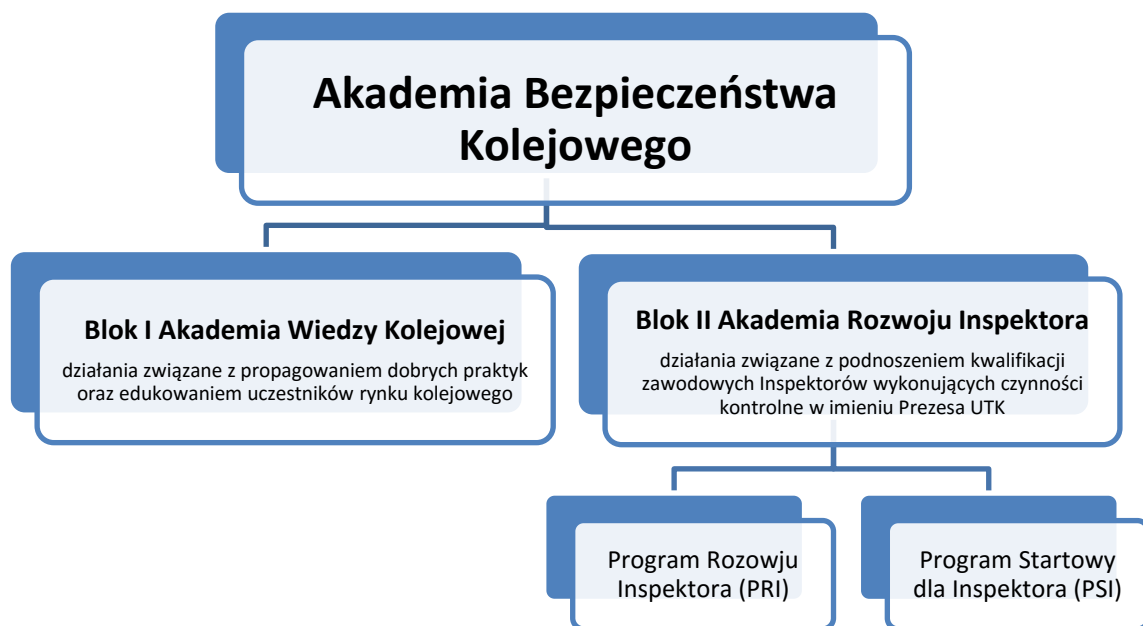 Akademia Bezpieczeństwa
Kolejowego
Blok I Akademia Wiedzy Kolejowej
działania związane z propagowaniem dobrych praktyk
oraz edukowaniem uczestników rynku kolejowego
Blok II Akademia Rozwoju Inspektora
działania związane z podnoszeniem kwalifikacji
zawodowych Inspektorów wykonujących czynności
kontrolne w imieniu Prezesa UTK
Program Rozowju
Inspektora (PRI)
Program Startowy
dla Inspektora (PSI)